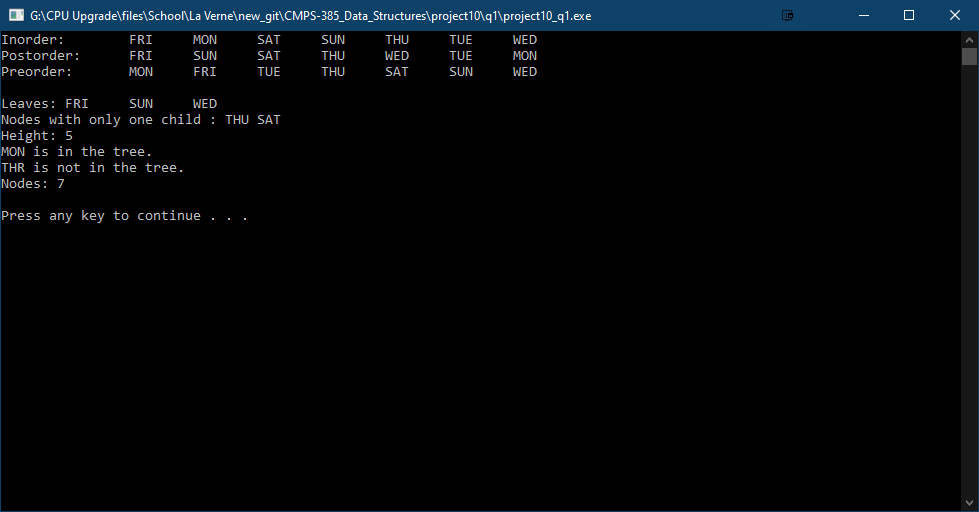 G:\CPU Upgrade\files\School\La Verne\new_git\CMPS-385_Data_Structures\project10\q1\project10_q1.exe
Inorder: FRI MON SAT SUN THU TUE WED
Postorder: FRI SUN SAT THU WED TUE MON
Preorder: MON FRI TUE THU SAT SUN WED
Leaves: FRI SUN WED
Nodes with only one child : THU SAT
Height: 5
MON is in the tree.
THR is not in the tree.
Nodes: 7
Press any key to continue . . .